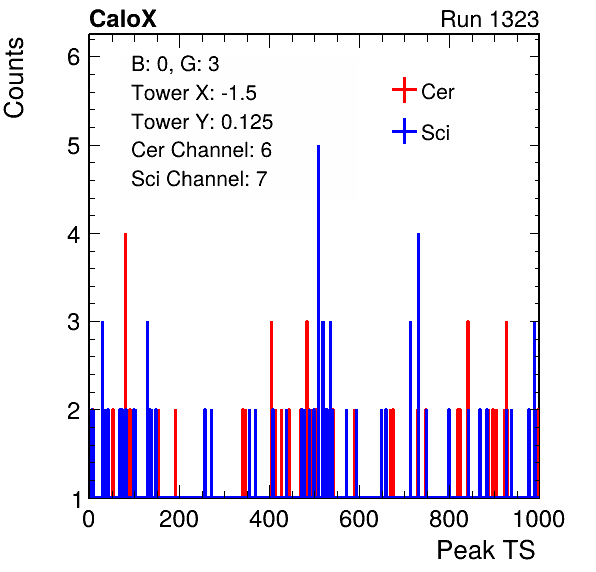 CaloX Run 1323
Counts
6
5
4
3
2
1
B: 0, G: 3
Tower X: -1.5
Tower Y: 0.125
Cer Channel: 6
Sci Channel: 7
Cer
Sci
0 200 400 600 800 1000
Peak TS